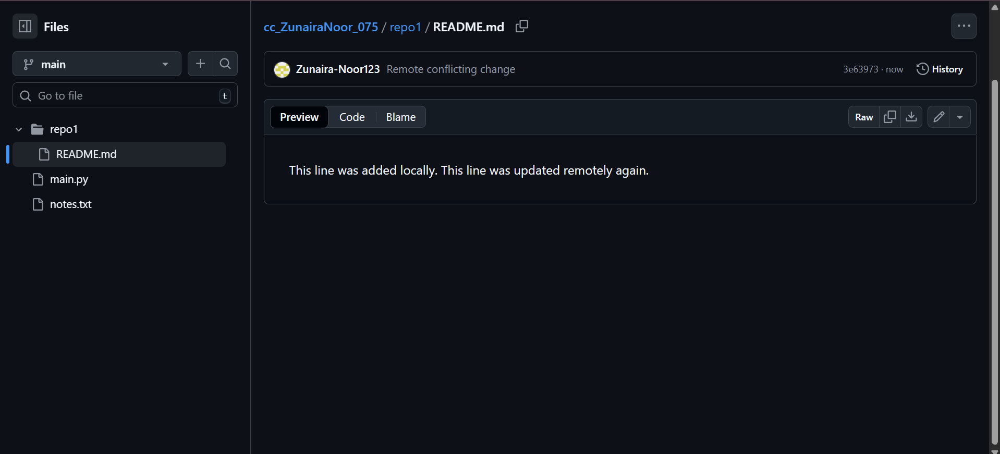 Files
main
Go to file t
repo1
README.md
main.py
notes.txt
cc_ZunairaNoor_075 / repo1 / README.md
Zunaira-Noor123 Remote conflicting change 3e63973 · now History
Preview Code Blame Raw
This line was added locally. This line was updated remotely again.